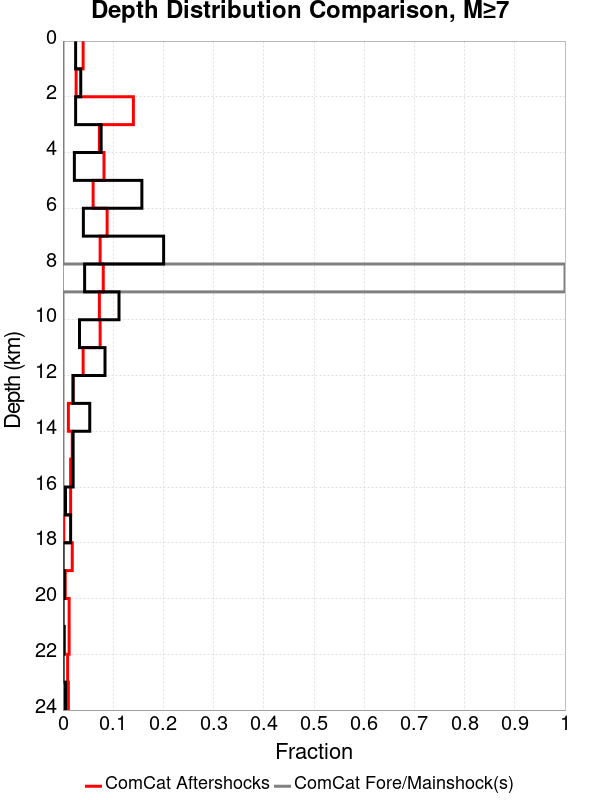 Depth Distribution Comparison, M≥7
0
2
4
6
8
10
12
14
16
18
20
22
24
Depth (km)
0 0.1 0.2 0.3 0.4 0.5 0.6 0.7 0.8 0.9 1
Fraction
ComCat Aftershocks ComCat Fore/Mainshock(s)